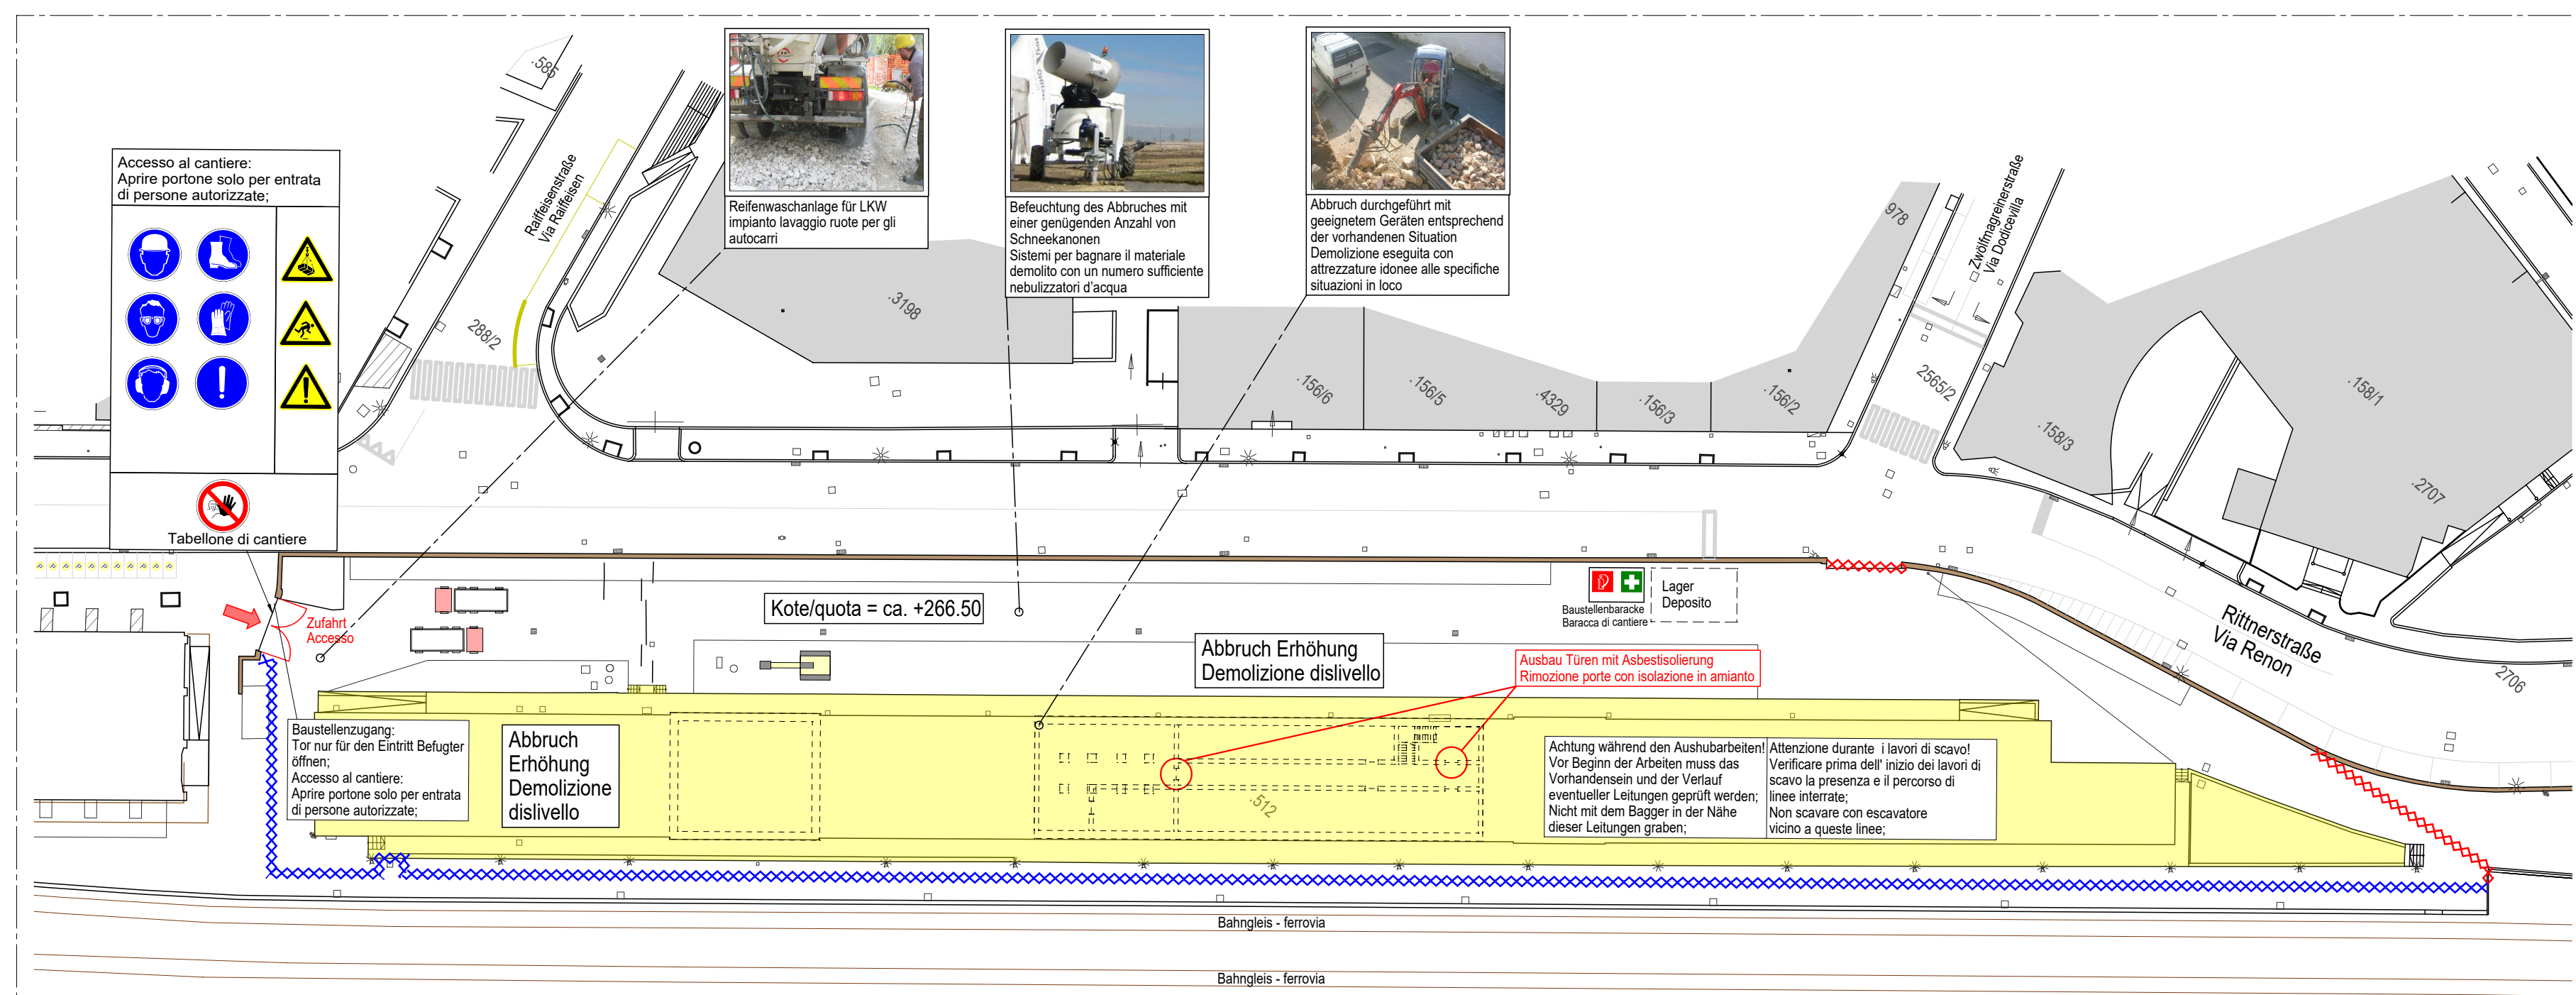 .585
Raiffeisenstraße
Via Raiffeisen
288/2
Accesso al cantiere:
Aprire portone solo per entrata
di persone autorizzate;
Tabellone di cantiere
Reifenwaschanlage für LKW
impianto lavaggio ruote per gli
autocarri
Befeuchtung des Abbruches mit
einer genügenden Anzahl von
Schneekanonen
Sistemi per bagnare il materiale
demolito con un numero sufficiente
nebulizzatori d'acqua
Abbruch durchgeführt mit
geeignetem Geräten entsprechend
der vorhandenen Situation
Demolizione eseguita con
attrezzature idonee alle specifiche
situazioni in loco
.3198
.156/6
.156/5
.4329
.156/3
.156/2
978
Zwölfmagreinerstraße
Via Dodicevilla
2565/2
.158/3
.158/1
.2707
Rittnerstraße
Via Renon
2706
Zufahrt
Accesso
Kote/quota = ca. +266.50
Baustellenbaracke
Baracca di cantiere
Lager
Deposito
Abbruch Erhöhung
Demolizione dislivello
Ausbau Türen mit Asbestisolierung
Rimozione porte con isolazione in amianto
Baustellenzugang:
Tor nur für den Eintritt Befugter
öffnen;
Accesso al cantiere:
Aprire portone solo per entrata
di persone autorizzate;
Abbruch
Erhöhung
Demolizione
dislivello
.512
Achtung während den Aushubarbeiten!
Vor Beginn der Arbeiten muss das
Vorhandensein und der Verlauf
eventueller Leitungen geprüft werden;
Nicht mit dem Bagger in der Nähe
dieser Leitungen graben;
Attenzione durante i lavori di scavo!
Verificare prima dell' inizio dei lavori di
scavo la presenza e il percorso di
linee interrate;
Non scavare con escavatore
vicino a queste linee;
Bahngleis - ferrovia
Bahngleis - ferrovia